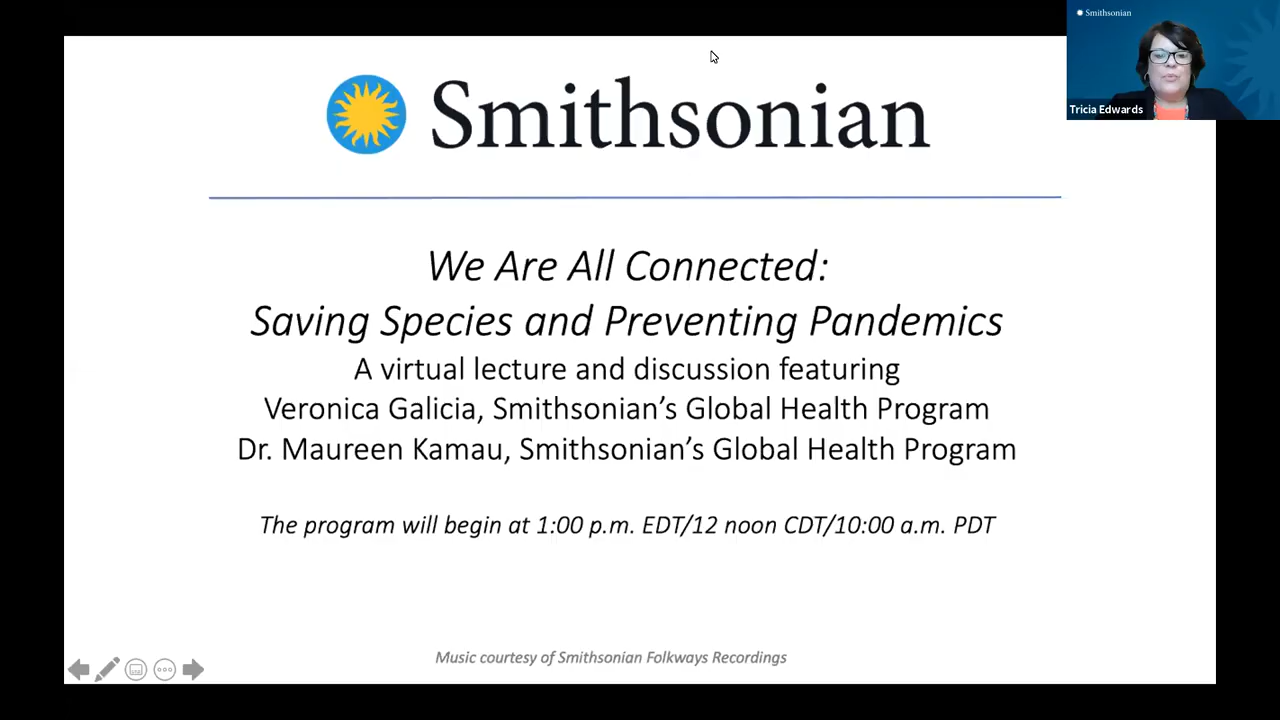 Smithsonian
Tricia Edwards
Smithsonian
We Are All Connected:
Saving Species and Preventing Pandemics
A virtual lecture and discussion featuring
Veronica Galicia, Smithsonian’s Global Health Program
Dr. Maureen Kamau, Smithsonian’s Global Health Program
The program will begin at 1:00 p.m. EDT/12 noon CDT/10:00 a.m. PDT
Music courtesy of Smithsonian Folkways Recordings